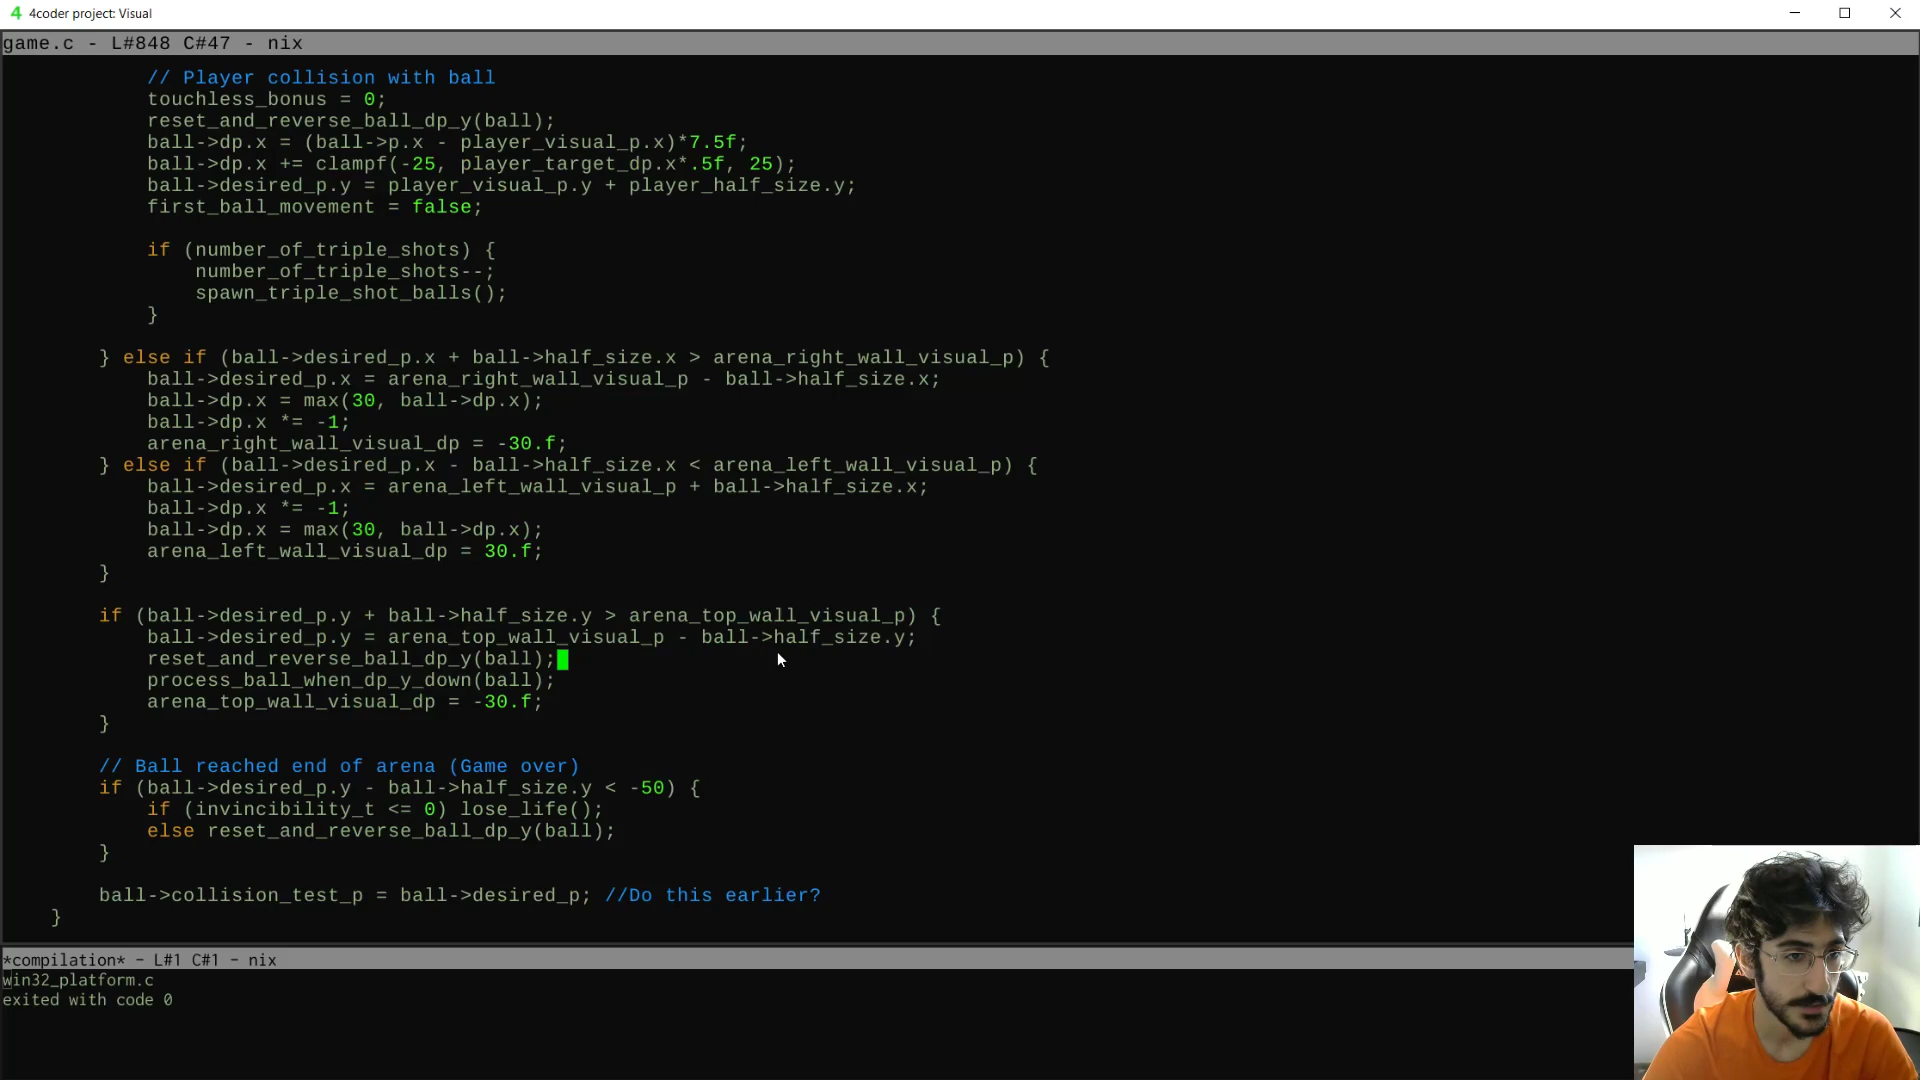 4 4coder project: Visual
game.c - L#848 C#47 - nix
// Player collision with ball
touchless_bonus = 0;
reset_and_reverse_ball_dp_y(ball);
ball->dp.x = (ball->p.x - player_visual_p.x)*7.5f;
ball->dp.x += clampf(-25, player_target_dp.x*.5f, 25);
ball->desired_p.y = player_visual_p.y + player_half_size.y;
first_ball_movement = false;
if (number_of_triple_shots) {
number_of_triple_shots--;
spawn_triple_shot_balls();
}
} else if (ball->desired_p.x + ball->half_size.x > arena_right_wall_visual_p) {
ball->desired_p.x = arena_right_wall_visual_p - ball->half_size.x;
ball->dp.x = max(30, ball->dp.x);
ball->dp.x *= -1;
arena_right_wall_visual_dp = -30.f;
} else if (ball->desired_p.x - ball->half_size.x < arena_left_wall_visual_p) {
ball->desired_p.x = arena_left_wall_visual_p + ball->half_size.x;
ball->dp.x *= -1;
ball->dp.x = max(30, ball->dp.x);
arena_left_wall_visual_dp = 30.f;
}
if (ball->desired_p.y + ball->half_size.y > arena_top_wall_visual_p) {
ball->desired_p.y = arena_top_wall_visual_p - ball->half_size.y;
reset_and_reverse_ball_dp_y(ball);
process_ball_when_dp_y_down(ball);
arena_top_wall_visual_dp = -30.f;
}
// Ball reached end of arena (Game over)
if (ball->desired_p.y - ball->half_size.y < -50) {
if (invincibility_t <= 0) lose_life();
else reset_and_reverse_ball_dp_y(ball);
}
ball->collision_test_p = ball->desired_p; //Do this earlier?
}
*compilation* - L#1 C#1 - nix
win32_platform.c
exited with code 0